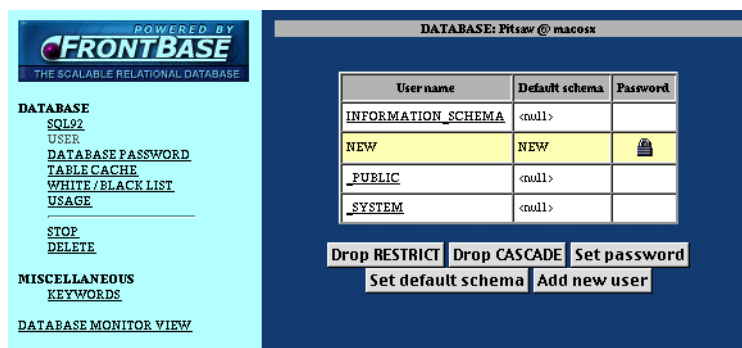 POWERED BY
FRONTBASE
THE SCALABLE RELATIONAL DATABASE
DATABASE
SQL92
USER
DATABASE PASSWORD
TABLE CACHE
WHITE / BLACK LIST
USAGE
STOP
DELETE
MISCELLANEOUS
KEYWORDS
DATABASE MONITOR VIEW
DATABASE: Pitsaw @ macosx
User name Default schema Password
INFORMATION_SCHEMA <null>
NEW NEW
_PUBLIC <null>
_SYSTEM <null>
Drop RESTRICT Drop CASCADE Set password
Set default schema Add new user